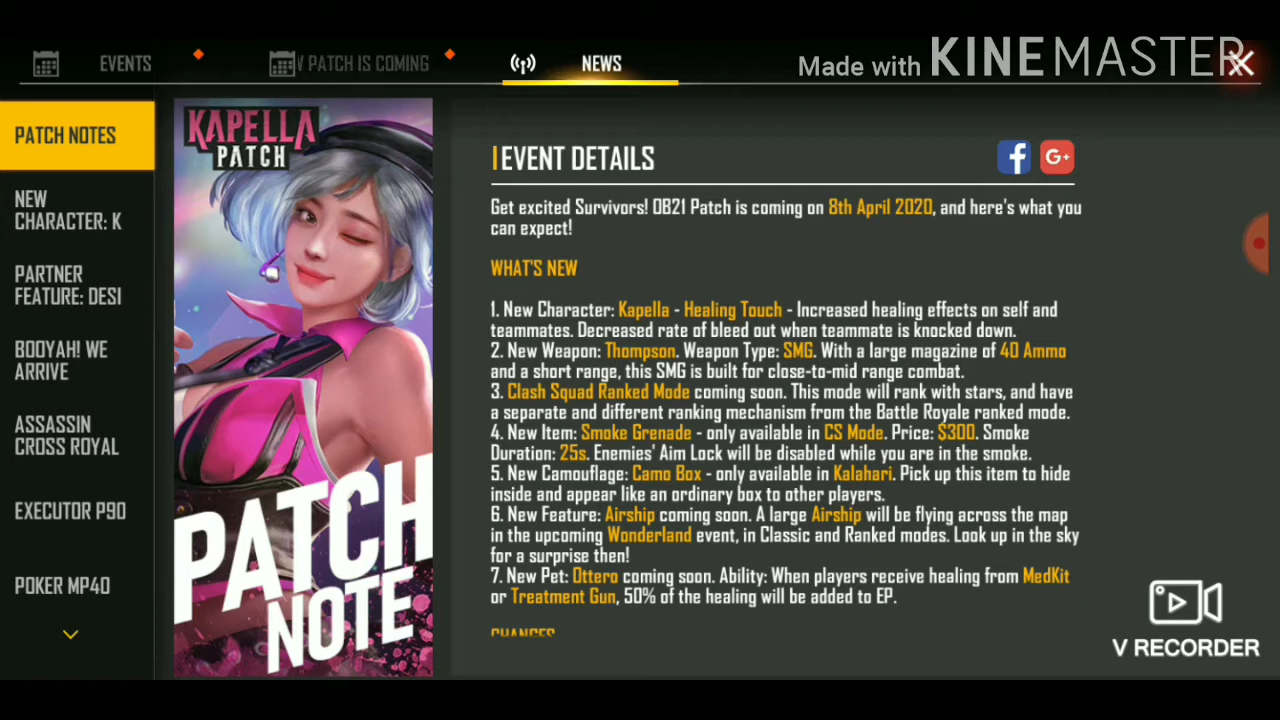 EVENTS
V PATCH IS COMING
NEWS
Made with KINEMASTER
PATCH NOTES
NEW
CHARACTER: K
PARTNER
FEATURE: DESI
BOOYAH! WE
ARRIVE
ASSASSIN
CROSS ROYAL
EXECUTOR P90
POKER MP40
KAPELLA
PATCH
PATCH
NOTE
EVENT DETAILS
f
G+
Get excited Survivors! OB21 Patch is coming on 8th April 2020, and here's what you
can expect!
WHAT'S NEW
1. New Character: Kapella - Healing Touch - Increased healing effects on self and
teammates. Decreased rate of bleed out when teammate is knocked down.
2. New Weapon: Thompson. Weapon Type: SMG. With a large magazine of 40 Ammo
and a short range, this SMG is built for close-to-mid range combat.
3. Clash Squad Ranked Mode coming soon. This mode will rank with stars, and have
a separate and different ranking mechanism from the Battle Royale ranked mode.
4. New Item: Smoke Grenade - only available in CS Mode. Price: $300. Smoke
Duration: 25s. Enemies' Aim Lock will be disabled while you are in the smoke.
5. New Camouflage: Camo Box - only available in Kalahari. Pick up this item to hide
inside and appear like an ordinary box to other players.
6. New Feature: Airship coming soon. A large Airship will be flying across the map
in the upcoming Wonderland event, in Classic and Ranked modes. Look up in the sky
for a surprise then!
7. New Pet: Ottero coming soon. Ability: When players receive healing from MedKit
or Treatment Gun, 50% of the healing will be added to EP.
CHANGES
V RECORDER